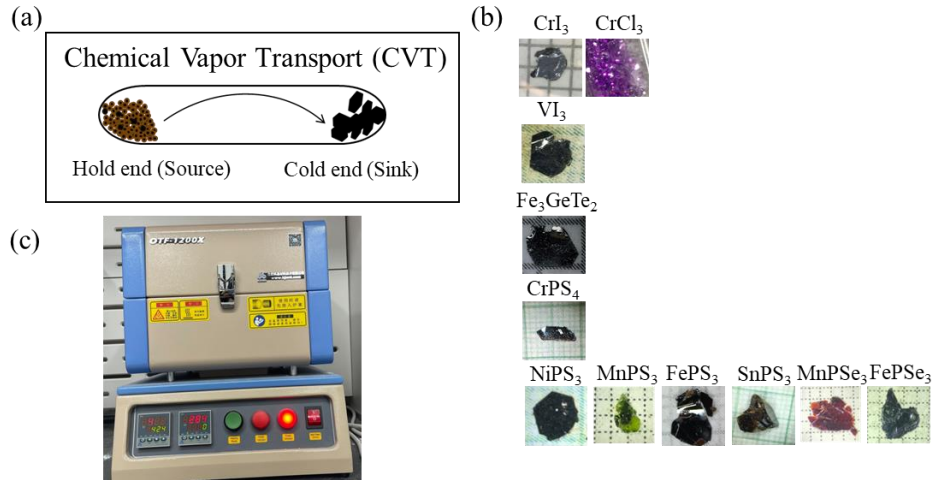 (a)
Chemical Vapor Transport (CVT)
Hold end (Source)
Cold end (Sink)
(b)
CrI₃
CrCl₃
VI₃
Fe₃GeTe₂
CrPS₄
NiPS₃
MnPS₃
FePS₃
SnPS₃
MnPSe₃
FePSe₃
(c)
OTF-1200X